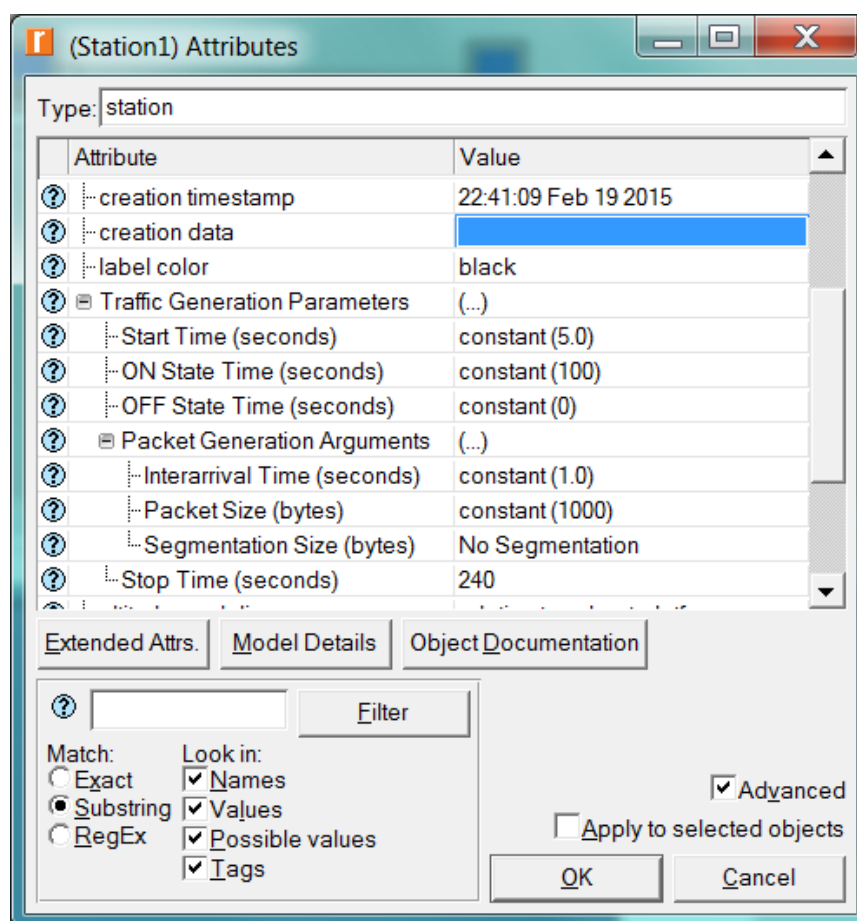 (Station1) Attributes
Type: station
Attribute Value
creation timestamp 22:41:09 Feb 19 2015
creation data
label color black
Traffic Generation Parameters (...)
Start Time (seconds) constant (5.0)
ON State Time (seconds) constant (100)
OFF State Time (seconds) constant (0)
Packet Generation Arguments (...)
Interarrival Time (seconds) constant (1.0)
Packet Size (bytes) constant (1000)
Segmentation Size (bytes) No Segmentation
Stop Time (seconds) 240
Extended Attrs. Model Details Object Documentation
Filter
Match: Look in:
Exact Names
Substring Values
RegEx Possible values
Tags
Advanced
Apply to selected objects
OK Cancel